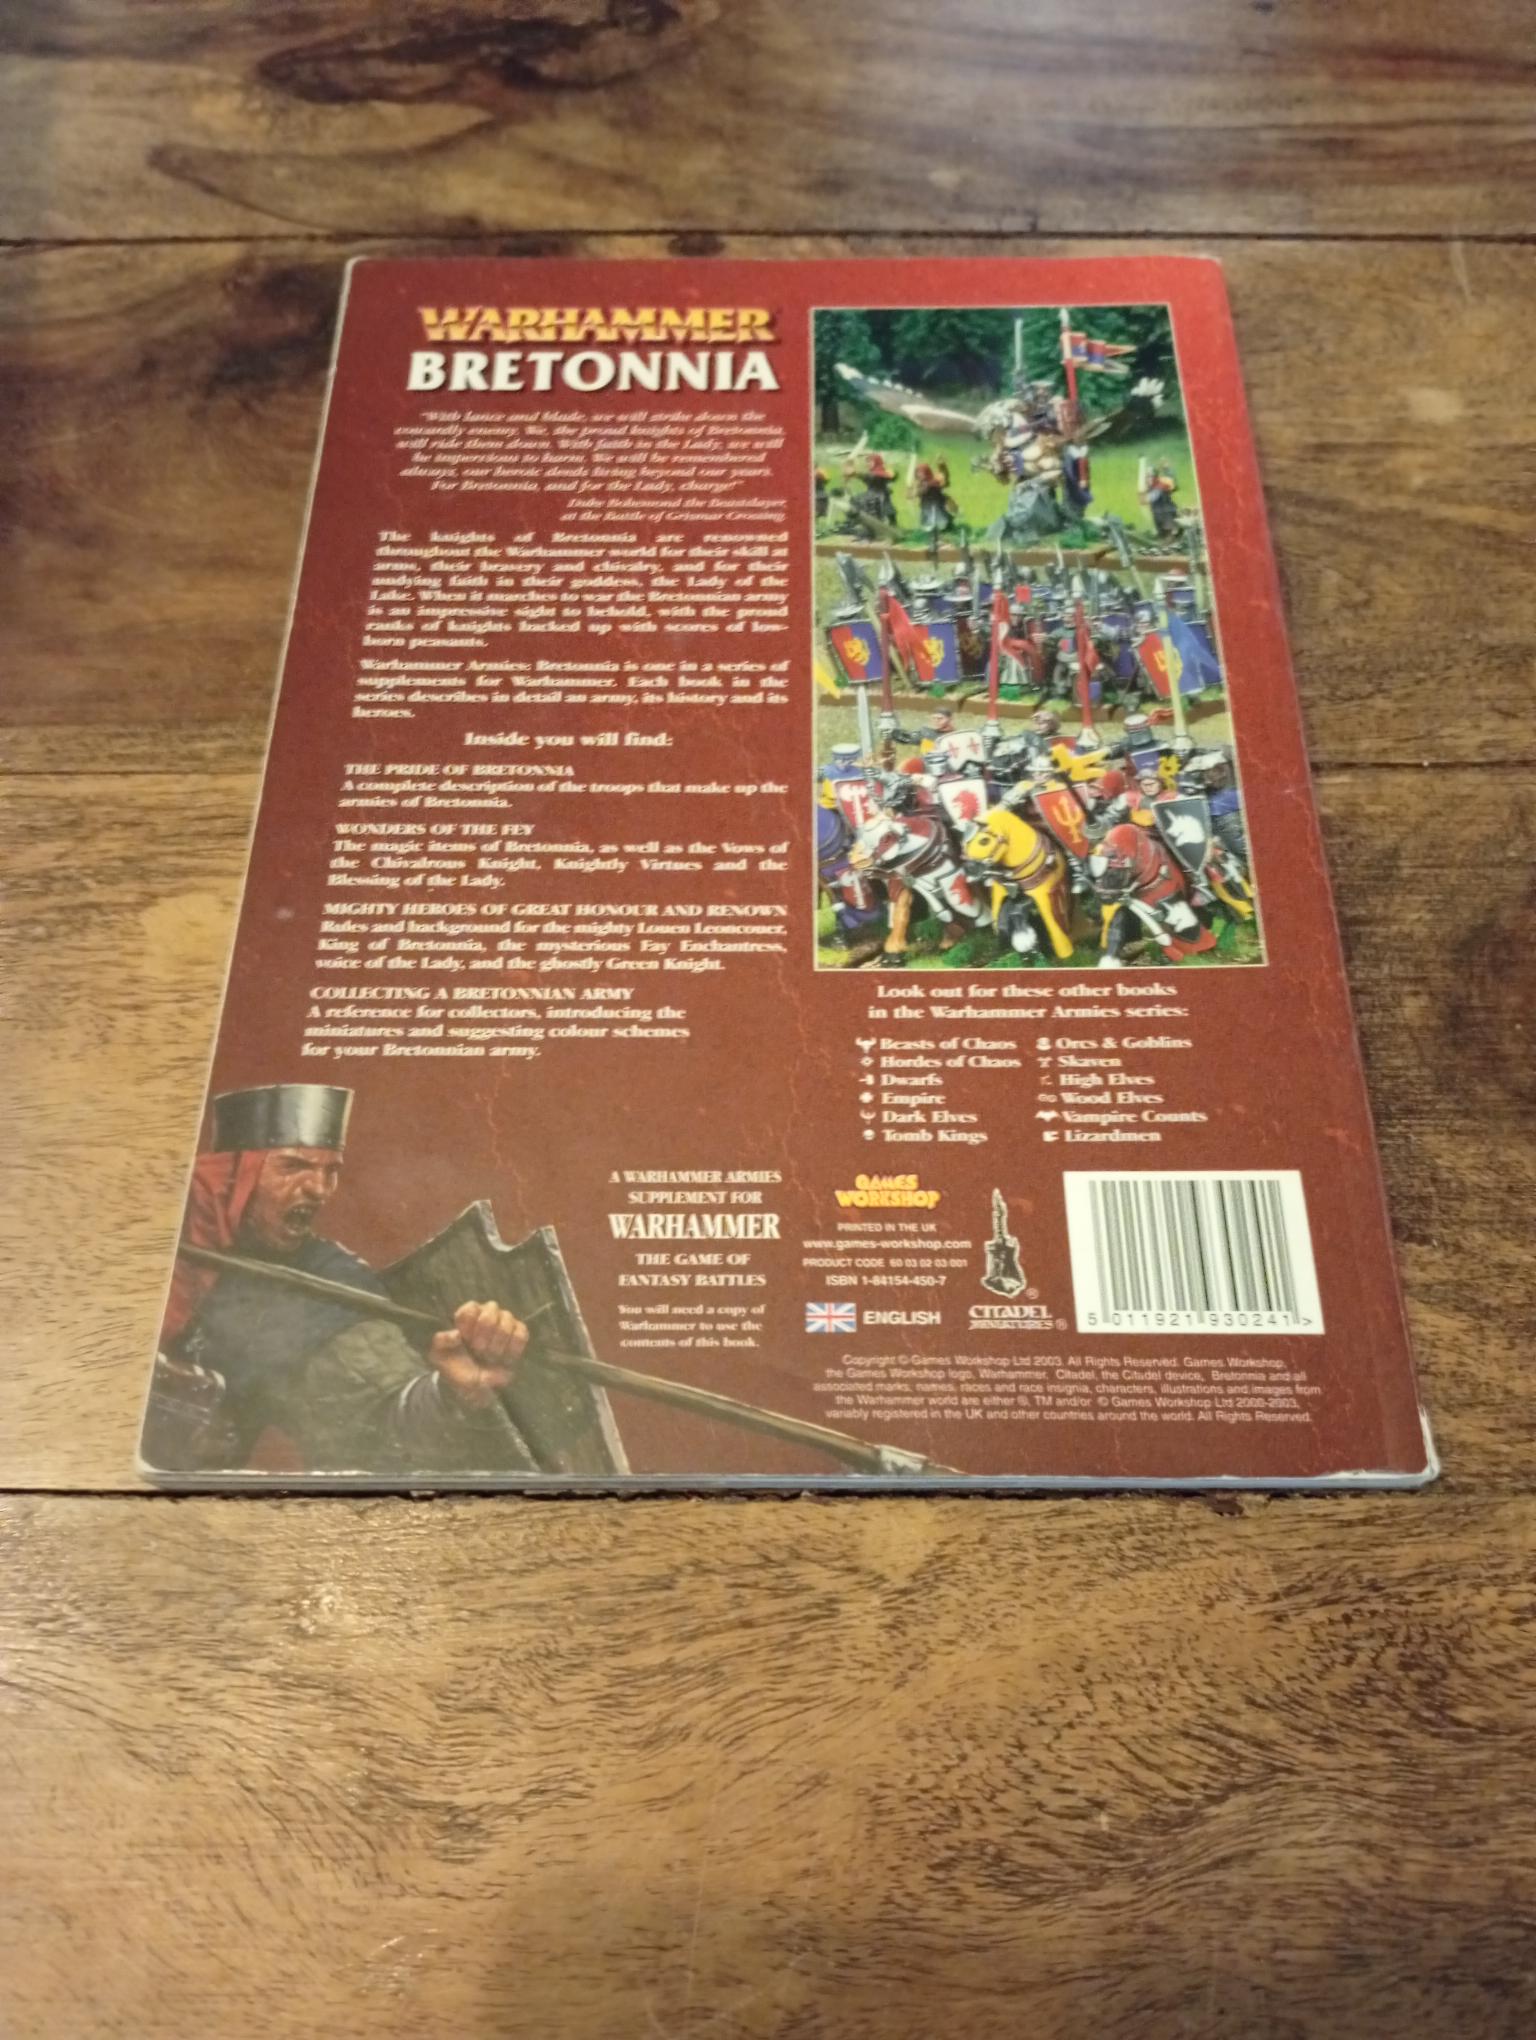 WARHAMMER
BRETONNIA
"With lance and blade, we will strike down the
cowardly enemy. We, the proud knights of Bretonnia,
will ride them down. With faith in the Lady, we will
be impervious to harm. We will be remembered
always, our heroic deeds living beyond our years.
For Bretonnia, and for the Lady, charge!"
Duke Bohemond the Beastslayer,
at the Battle of Grismar Crossing.
The knights of Bretonnia are renowned
throughout the Warhammer world for their skill at
arms, their bravery and chivalry, and for their
undying faith in their goddess, the Lady of the
Lake. When it marches to war the Bretonnian army
is an impressive sight to behold, with the proud
ranks of knights backed up with scores of low-
born peasants.
Warhammer Armies: Bretonnia is one in a series of
supplements for Warhammer. Each book in the
series describes in detail an army, its history and its
heroes.
Inside you will find:
THE PRIDE OF BRETONNIA
A complete description of the troops that make up the
armies of Bretonnia.
WONDERS OF THE FEY
The magic items of Bretonnia, as well as the Vows of
the Chivalrous Knight, Knightly Virtues and the
Blessing of the Lady.
MIGHTY HEROES OF GREAT HONOUR AND RENOWN
Rules and background for the mighty Louen Leoncouer,
King of Bretonnia, the mysterious Fay Enchantress,
voice of the Lady, and the ghostly Green Knight.
COLLECTING A BRETONNIAN ARMY
A reference for collectors, introducing the
miniatures and suggesting colour schemes
for your Bretonnian army.
Look out for these other books
in the Warhammer Armies series:
Beasts of Chaos
Hordes of Chaos
Dwarfs
Empire
Dark Elves
Tomb Kings
Orcs & Goblins
Skaven
High Elves
Wood Elves
Vampire Counts
Lizardmen
A WARHAMMER ARMIES
SUPPLEMENT FOR
WARHAMMER
THE GAME OF
FANTASY BATTLES
You will need a copy of
Warhammer to use the
contents of this book.
GAMES
WORKSHOP
PRINTED IN THE UK
www.games-workshop.com
PRODUCT CODE 60 03 02 03 001
ISBN 1-84154-450-7
ENGLISH
CITADEL
MINIATURES ®
5 011921 930241 >
Copyright © Games Workshop Ltd 2003. All Rights Reserved. Games Workshop,
the Games Workshop logo, Warhammer, Citadel, the Citadel device, Bretonnia and all
associated marks, names, races and race insignia, characters, illustrations and images from
the Warhammer world are either ®, TM and/or © Games Workshop Ltd 2000-2003,
variably registered in the UK and other countries around the world. All Rights Reserved.